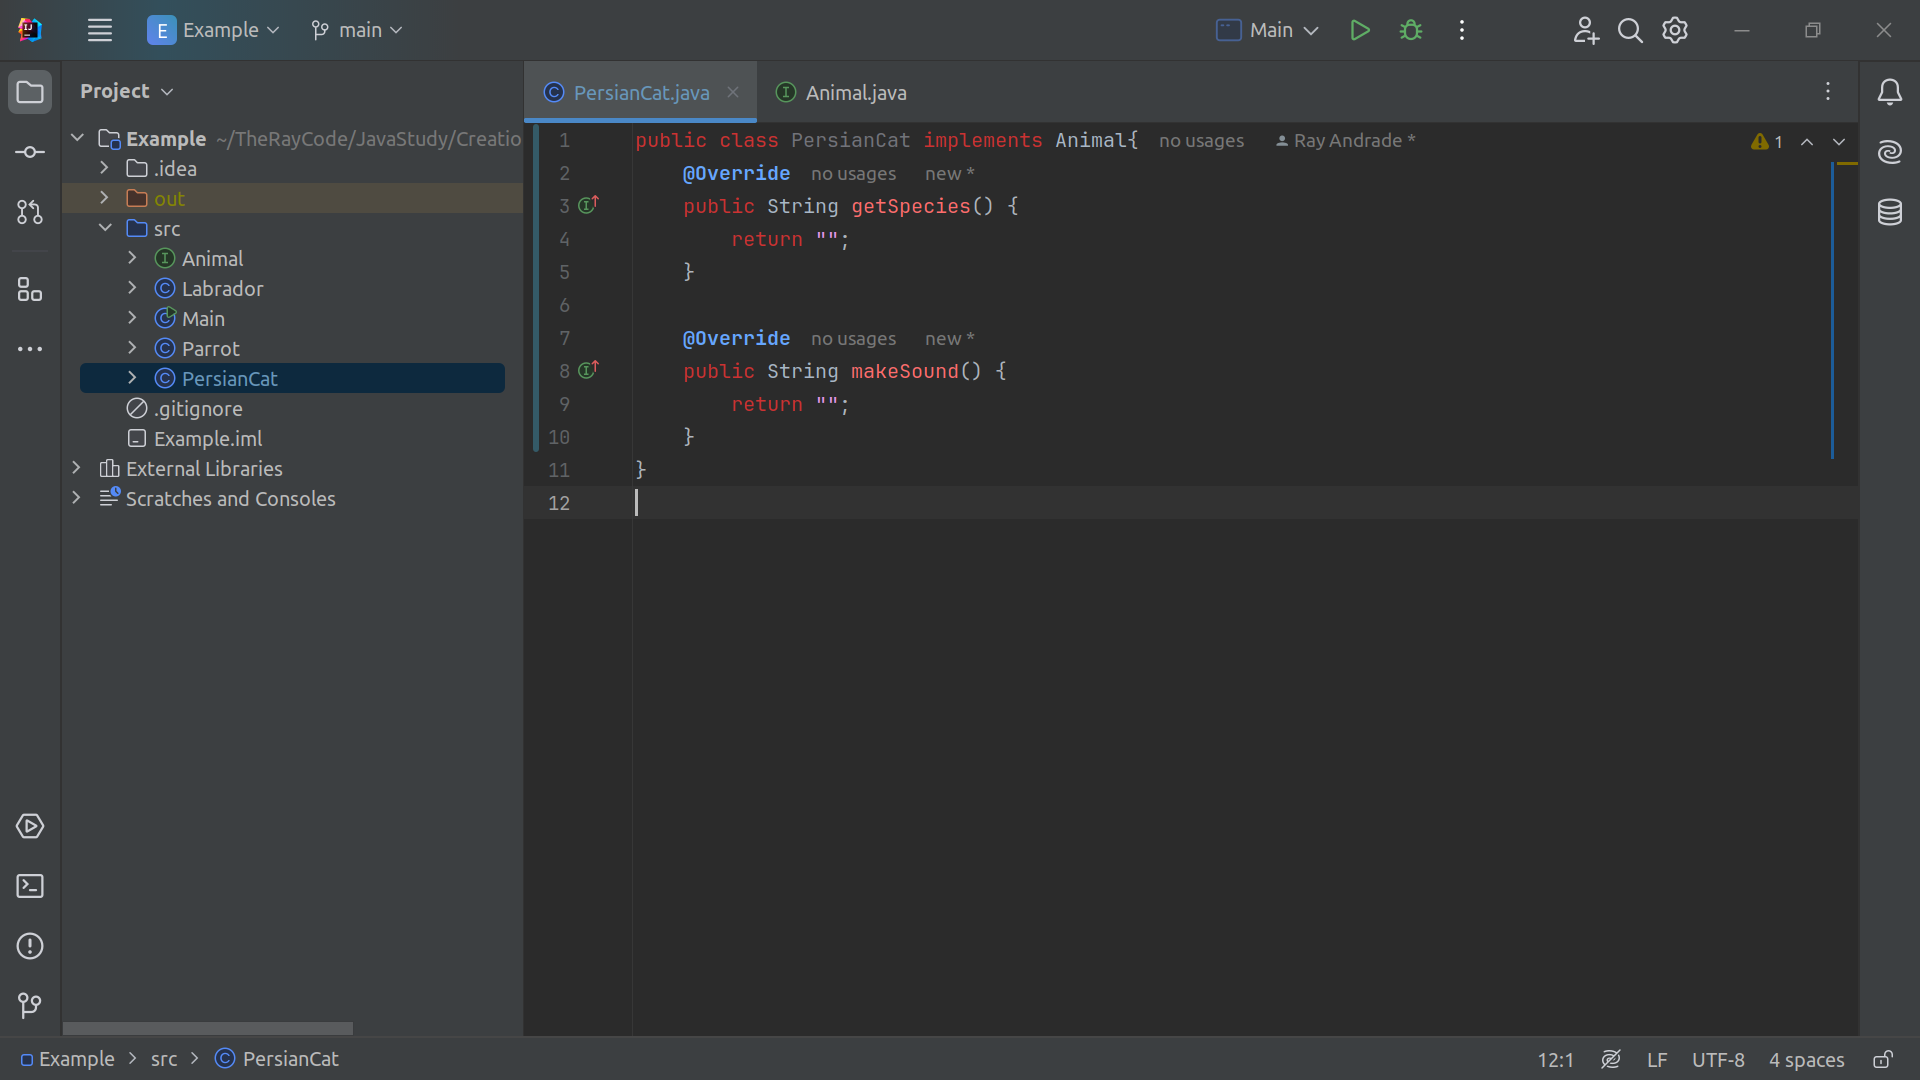 E Example main Main
Project
PersianCat.java Animal.java
Example ~/TheRayCode/JavaStudy/Creatio
.idea
out
src
Animal
Labrador
Main
Parrot
PersianCat
.gitignore
Example.iml
External Libraries
Scratches and Consoles
1 public class PersianCat implements Animal{ no usages Ray Andrade *
2 @Override no usages new *
3 public String getSpecies() {
4 return "";
5 }
6
7 @Override no usages new *
8 public String makeSound() {
9 return "";
10 }
11 }
12
1
Example > src > PersianCat
12:1 LF UTF-8 4 spaces